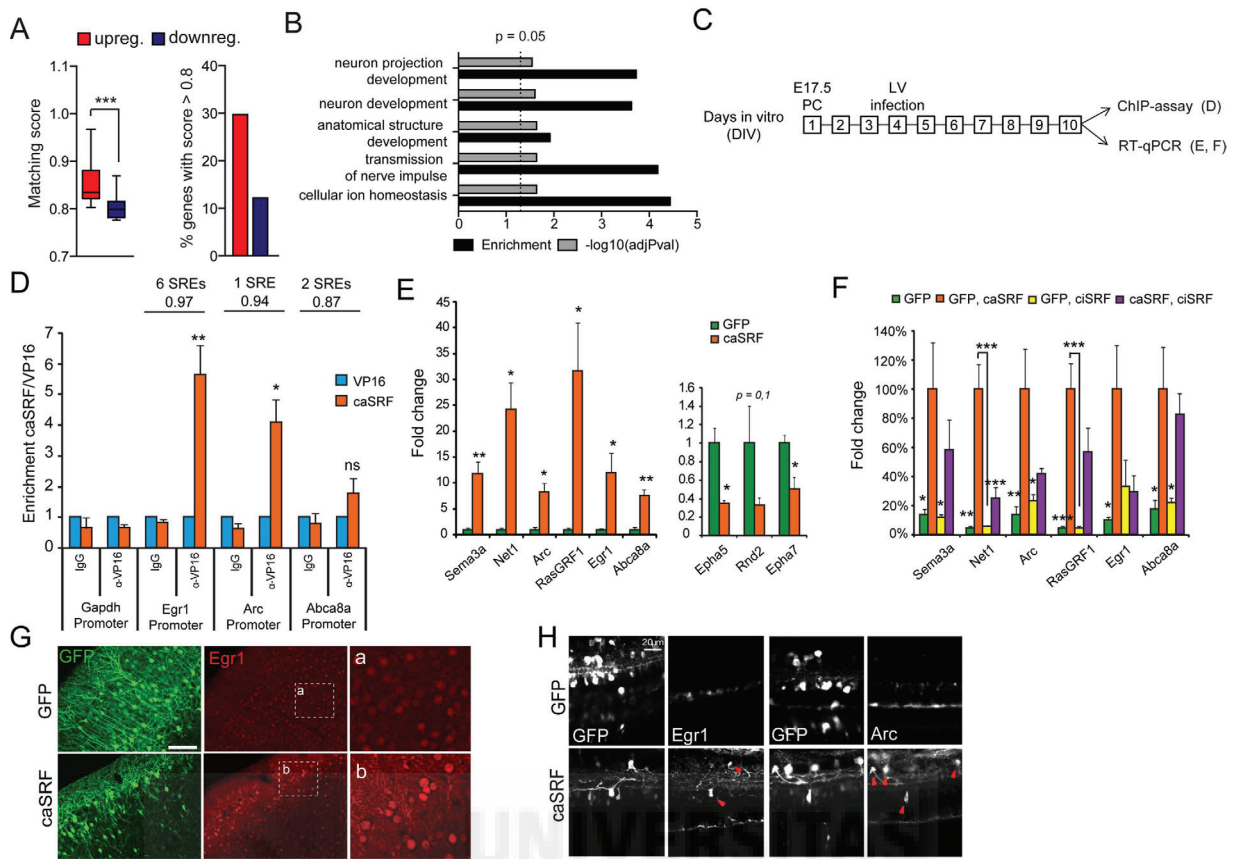 A
upreg.
downreg.
***
Matching score
1.1
1.0
0.9
0.8
0.7
% genes with score > 0.8
40
30
20
10
0
B
p = 0.05
neuron projection
development
neuron development
anatomical structure
development
transmission
of nerve impulse
cellular ion homeostasis
0 1 2 3 4 5
Enrichment
-log10(adjPval)
C
E17.5
PC
LV
infection
Days in vitro
(DIV)
1 2 3 4 5 6 7 8 9 10
ChIP-assay (D)
RT-qPCR (E, F)
D
6 SREs
0.97
1 SRE
0.94
2 SREs
0.87
Enrichment caSRF/VP16
8
7
6
5
4
3
2
1
0
**
*
ns
VP16
caSRF
IgG
α-VP16
IgG
α-VP16
IgG
α-VP16
IgG
α-VP16
Gapdh
Promoter
Egr1
Promoter
Arc
Promoter
Abca8a
Promoter
E
Fold change
45
40
35
30
25
20
15
10
5
0
** * * * * **
Sema3a
Net1
Arc
RasGRF1
Egr1
Abca8a
GFP
caSRF
1.6
1.4
1.2
1
0.8
0.6
0.4
0.2
0
p = 0,1
*
*
Epha5
Rnd2
Epha7
F
GFP
GFP, caSRF
GFP, ciSRF
caSRF, ciSRF
Fold change
140%
120%
100%
80%
60%
40%
20%
0%
***
***
* * ** *** ** * *** * * *
Sema3a
Net1
Arc
RasGRF1
Egr1
Abca8a
G
GFP
Egr1
a
a
GFP
b
b
caSRF
H
20µm
GFP
GFP
Egr1
GFP
Arc
caSRF
UNIVERSITAS